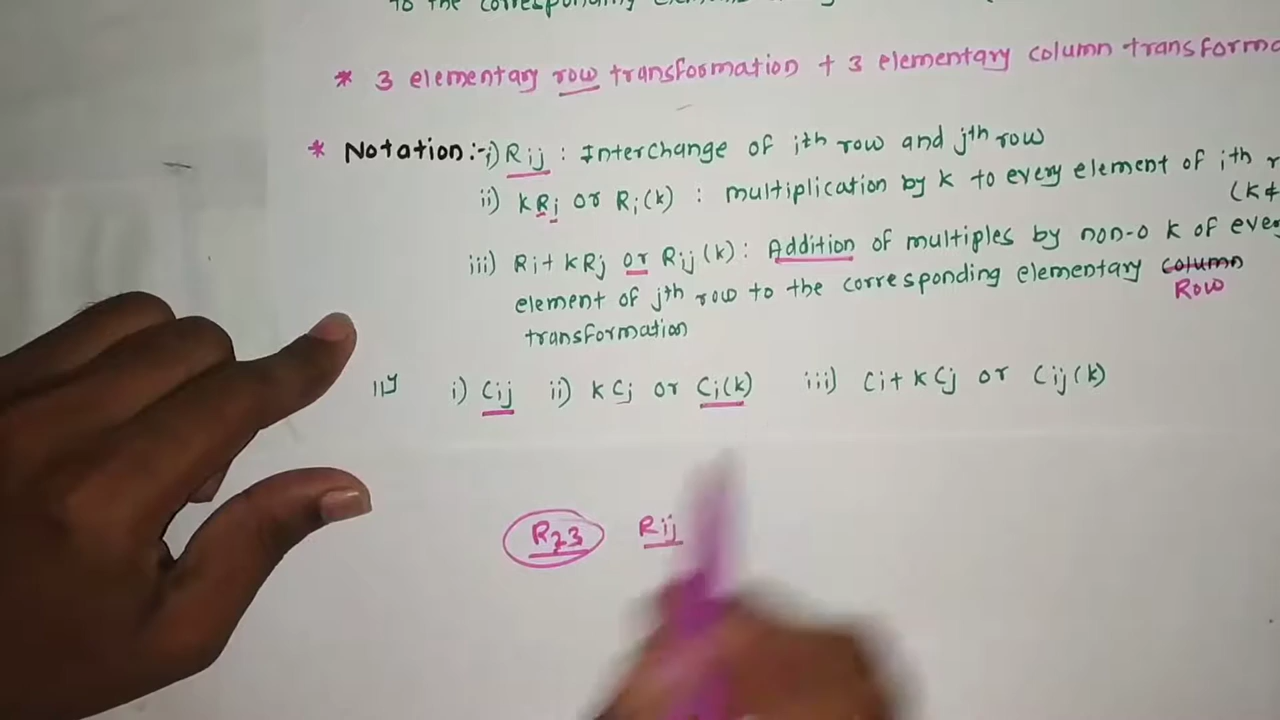 to the
* 3 elementary row transformation + 3 elementary column
* Notation:- i) Rij : Interchange of ith row and jth row
ii) KRj or Ri(k) : multiplication by k to every element of ith
(K
iii) Ri + KRj or Rij (k): Addition of multiples by non-0 k of
element of jth row to the corresponding elementary column
Row
transformation
lly i) Cij ii) KCj or Ci(k) iii) Ci + KCj or Cij (k)
R23 Rij